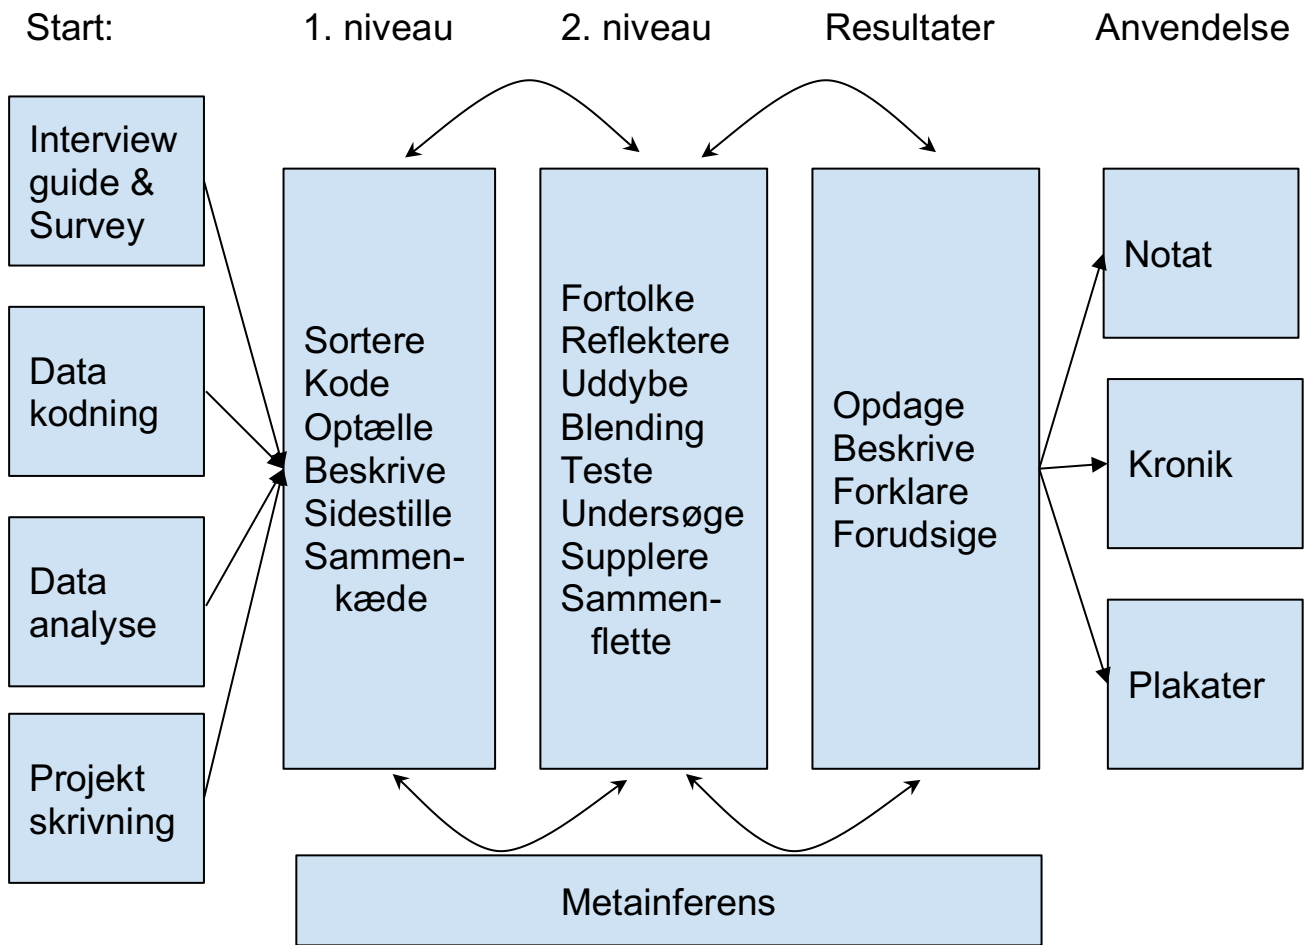 Start:
1. niveau
2. niveau
Resultater
Anvendelse
Interview
guide &
Survey
Data
kodning
Data
analyse
Projekt
skrivning
Sortere
Kode
Optælle
Beskrive
Sidestille
Sammen-
kæde
Fortolke
Reflektere
Uddybe
Blending
Teste
Undersøge
Supplere
Sammen-
flette
Opdage
Beskrive
Forklare
Forudsige
Notat
Kronik
Plakater
Metainferens